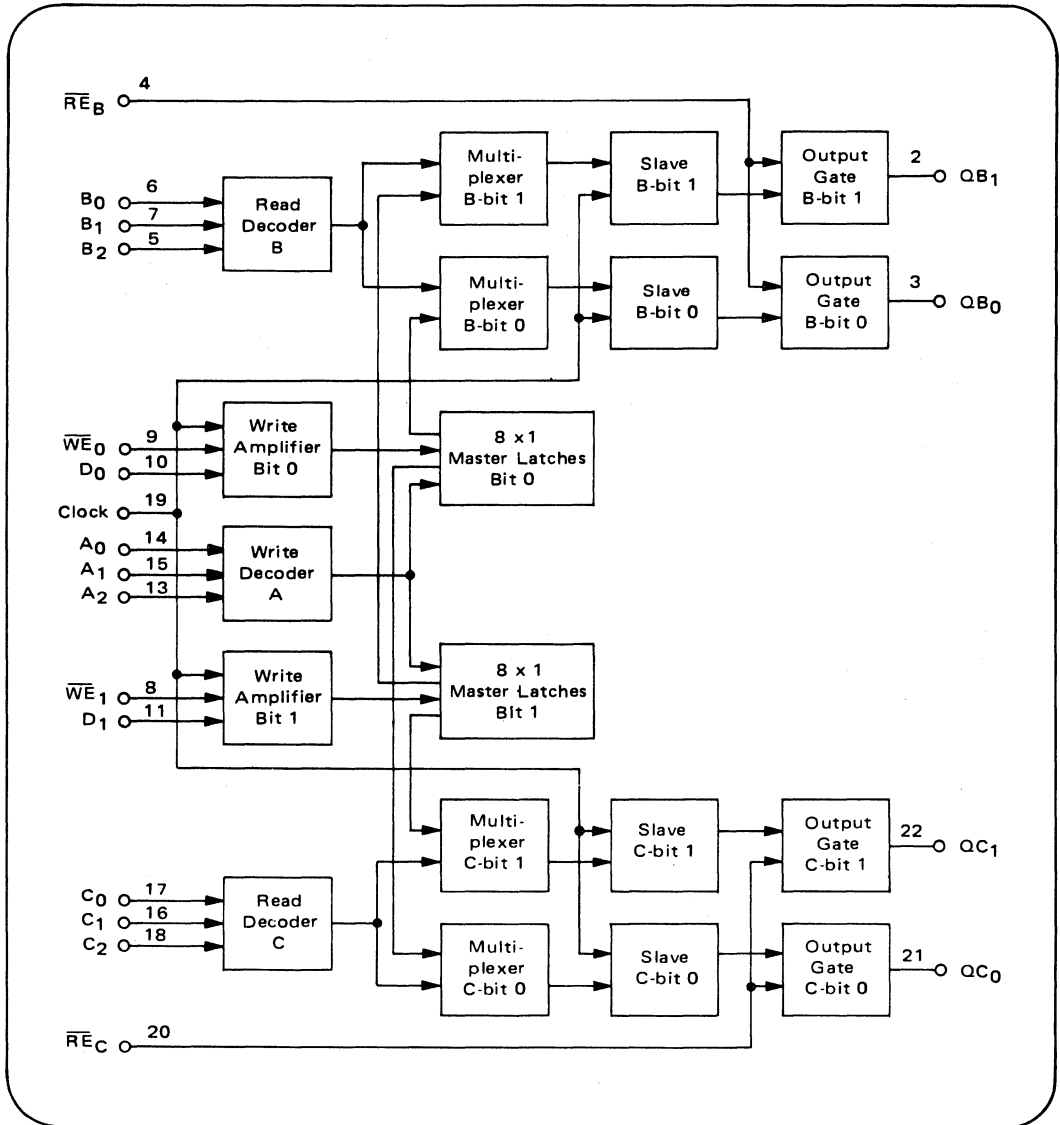 4
R̅E̅B
Multi-
plexer
B-bit 1
Slave
B-bit 1
Output
Gate
B-bit 1
2
QB1
B0 6
B1 7
B2 5
Read
Decoder
B
Multi-
plexer
B-bit 0
Slave
B-bit 0
Output
Gate
B-bit 0
3
QB0
W̅E̅0 9
D0 10
Write
Amplifier
Bit 0
8 x 1
Master Latches
Bit 0
Clock 19
A0 14
A1 15
A2 13
Write
Decoder
A
W̅E̅1 8
D1 11
Write
Amplifier
Bit 1
8 x 1
Master Latches
Bit 1
Multi-
plexer
C-bit 1
Slave
C-bit 1
Output
Gate
C-bit 1
22
QC1
C0 17
C1 16
C2 18
Read
Decoder
C
Multi-
plexer
C-bit 0
Slave
C-bit 0
Output
Gate
C-bit 0
21
QC0
R̅E̅C 20